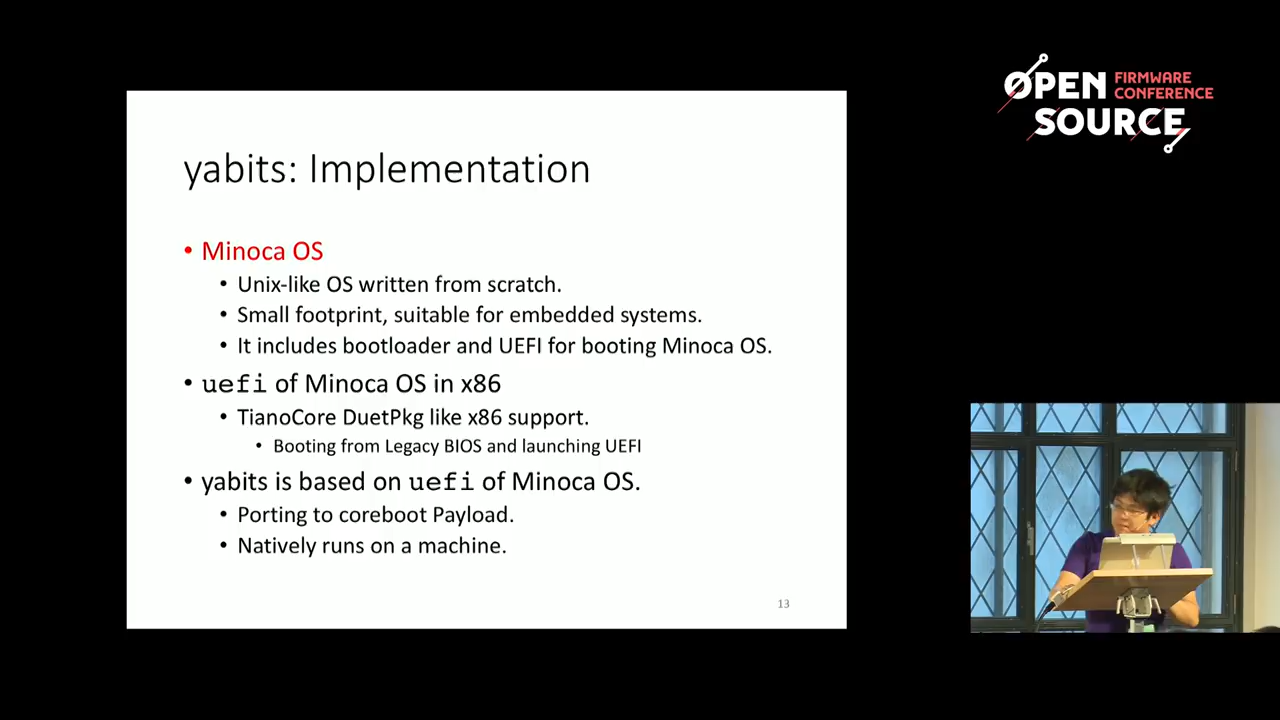 OPEN FIRMWARE
CONFERENCE
SOURCE
yabits: Implementation
• Minoca OS
• Unix-like OS written from scratch.
• Small footprint, suitable for embedded systems.
• It includes bootloader and UEFI for booting Minoca OS.
• uefi of Minoca OS in x86
• TianoCore DuetPkg like x86 support.
• Booting from Legacy BIOS and launching UEFI
• yabits is based on uefi of Minoca OS.
• Porting to coreboot Payload.
• Natively runs on a machine.
13